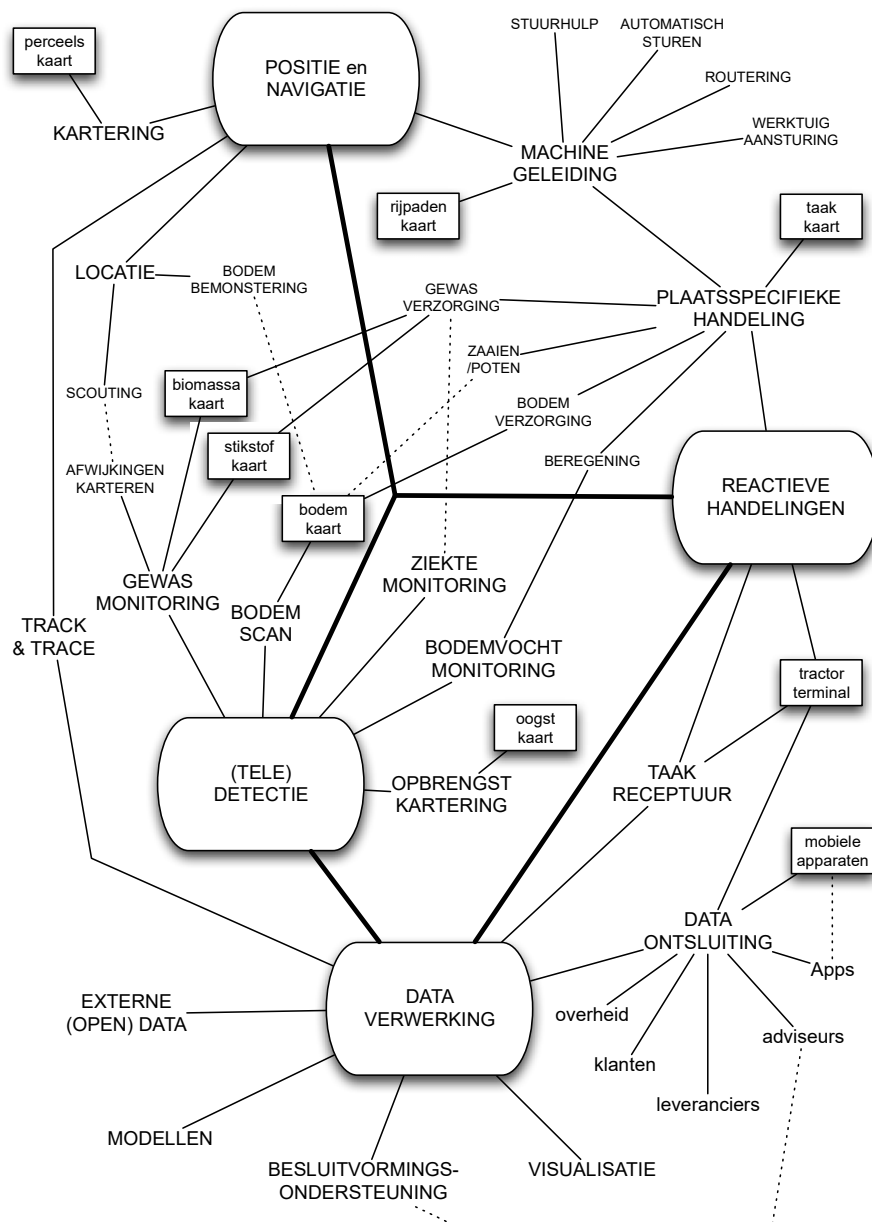 perceels
kaart
POSITIE en
NAVIGATIE
STUURHULP
AUTOMATISCH
STUREN
ROUTERING
WERKTUIG
AANSTURING
KARTERING
MACHINE
GELEIDING
rijpaden
kaart
taak
kaart
LOCATIE
BODEM
BEMONSTERING
GEWAS
VERZORGING
PLAATSSPECIFIEKE
HANDELING
ZAAIEN
/POTEN
SCOUTING
biomassa
kaart
BODEM
VERZORGING
stikstof
kaart
AFWIJKINGEN
KARTEREN
BEREGENING
REACTIEVE
HANDELINGEN
bodem
kaart
GEWAS
MONITORING
ZIEKTE
MONITORING
BODEM
SCAN
TRACK
& TRACE
BODEMVOCHT
MONITORING
tractor
terminal
oogst
kaart
(TELE)
DETECTIE
OPBRENGST
KARTERING
TAAK
RECEPTUUR
mobiele
apparaten
DATA
ONTSLUITING
Apps
EXTERNE
(OPEN) DATA
DATA
VERWERKING
overheid
adviseurs
klanten
leveranciers
MODELLEN
BESLUITVORMINGS-
ONDERSTEUNING
VISUALISATIE